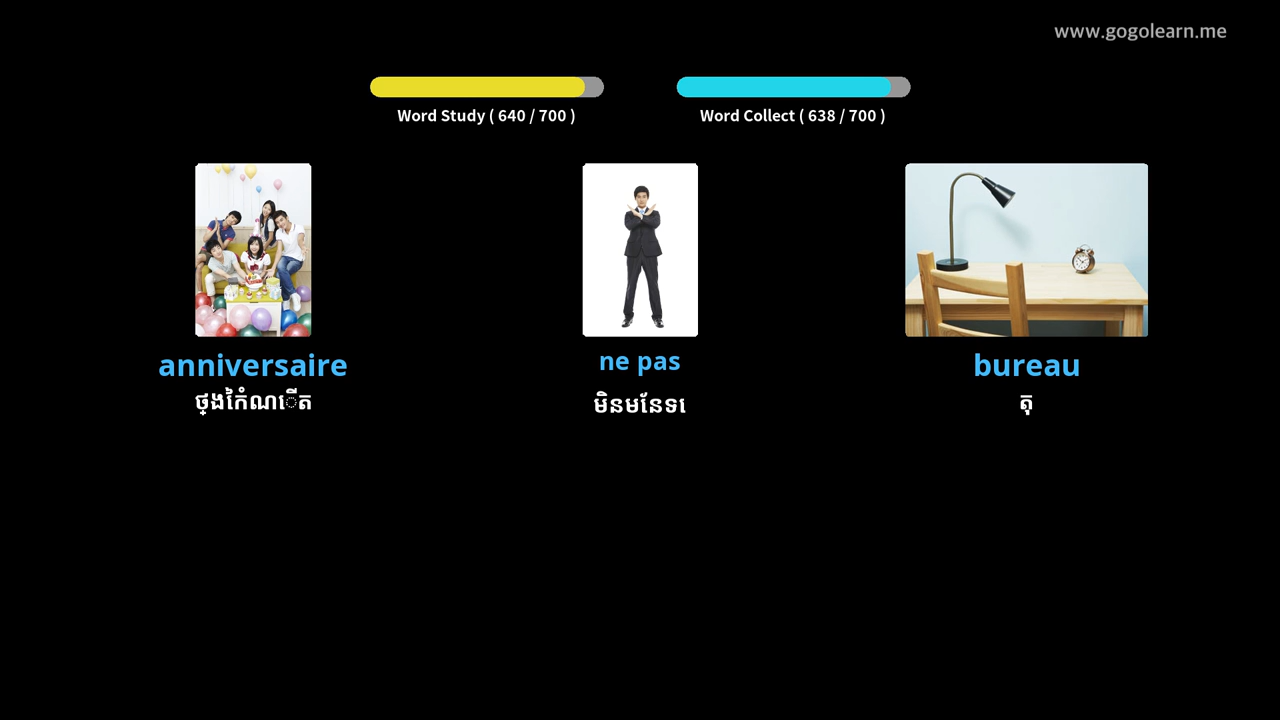 www.gogolearn.me
Word Study ( 640 / 700 )
Word Collect ( 638 / 700 )
anniversaire
ថ្ងៃកំណើត
ne pas
មិនមែនទេ
bureau
តុ